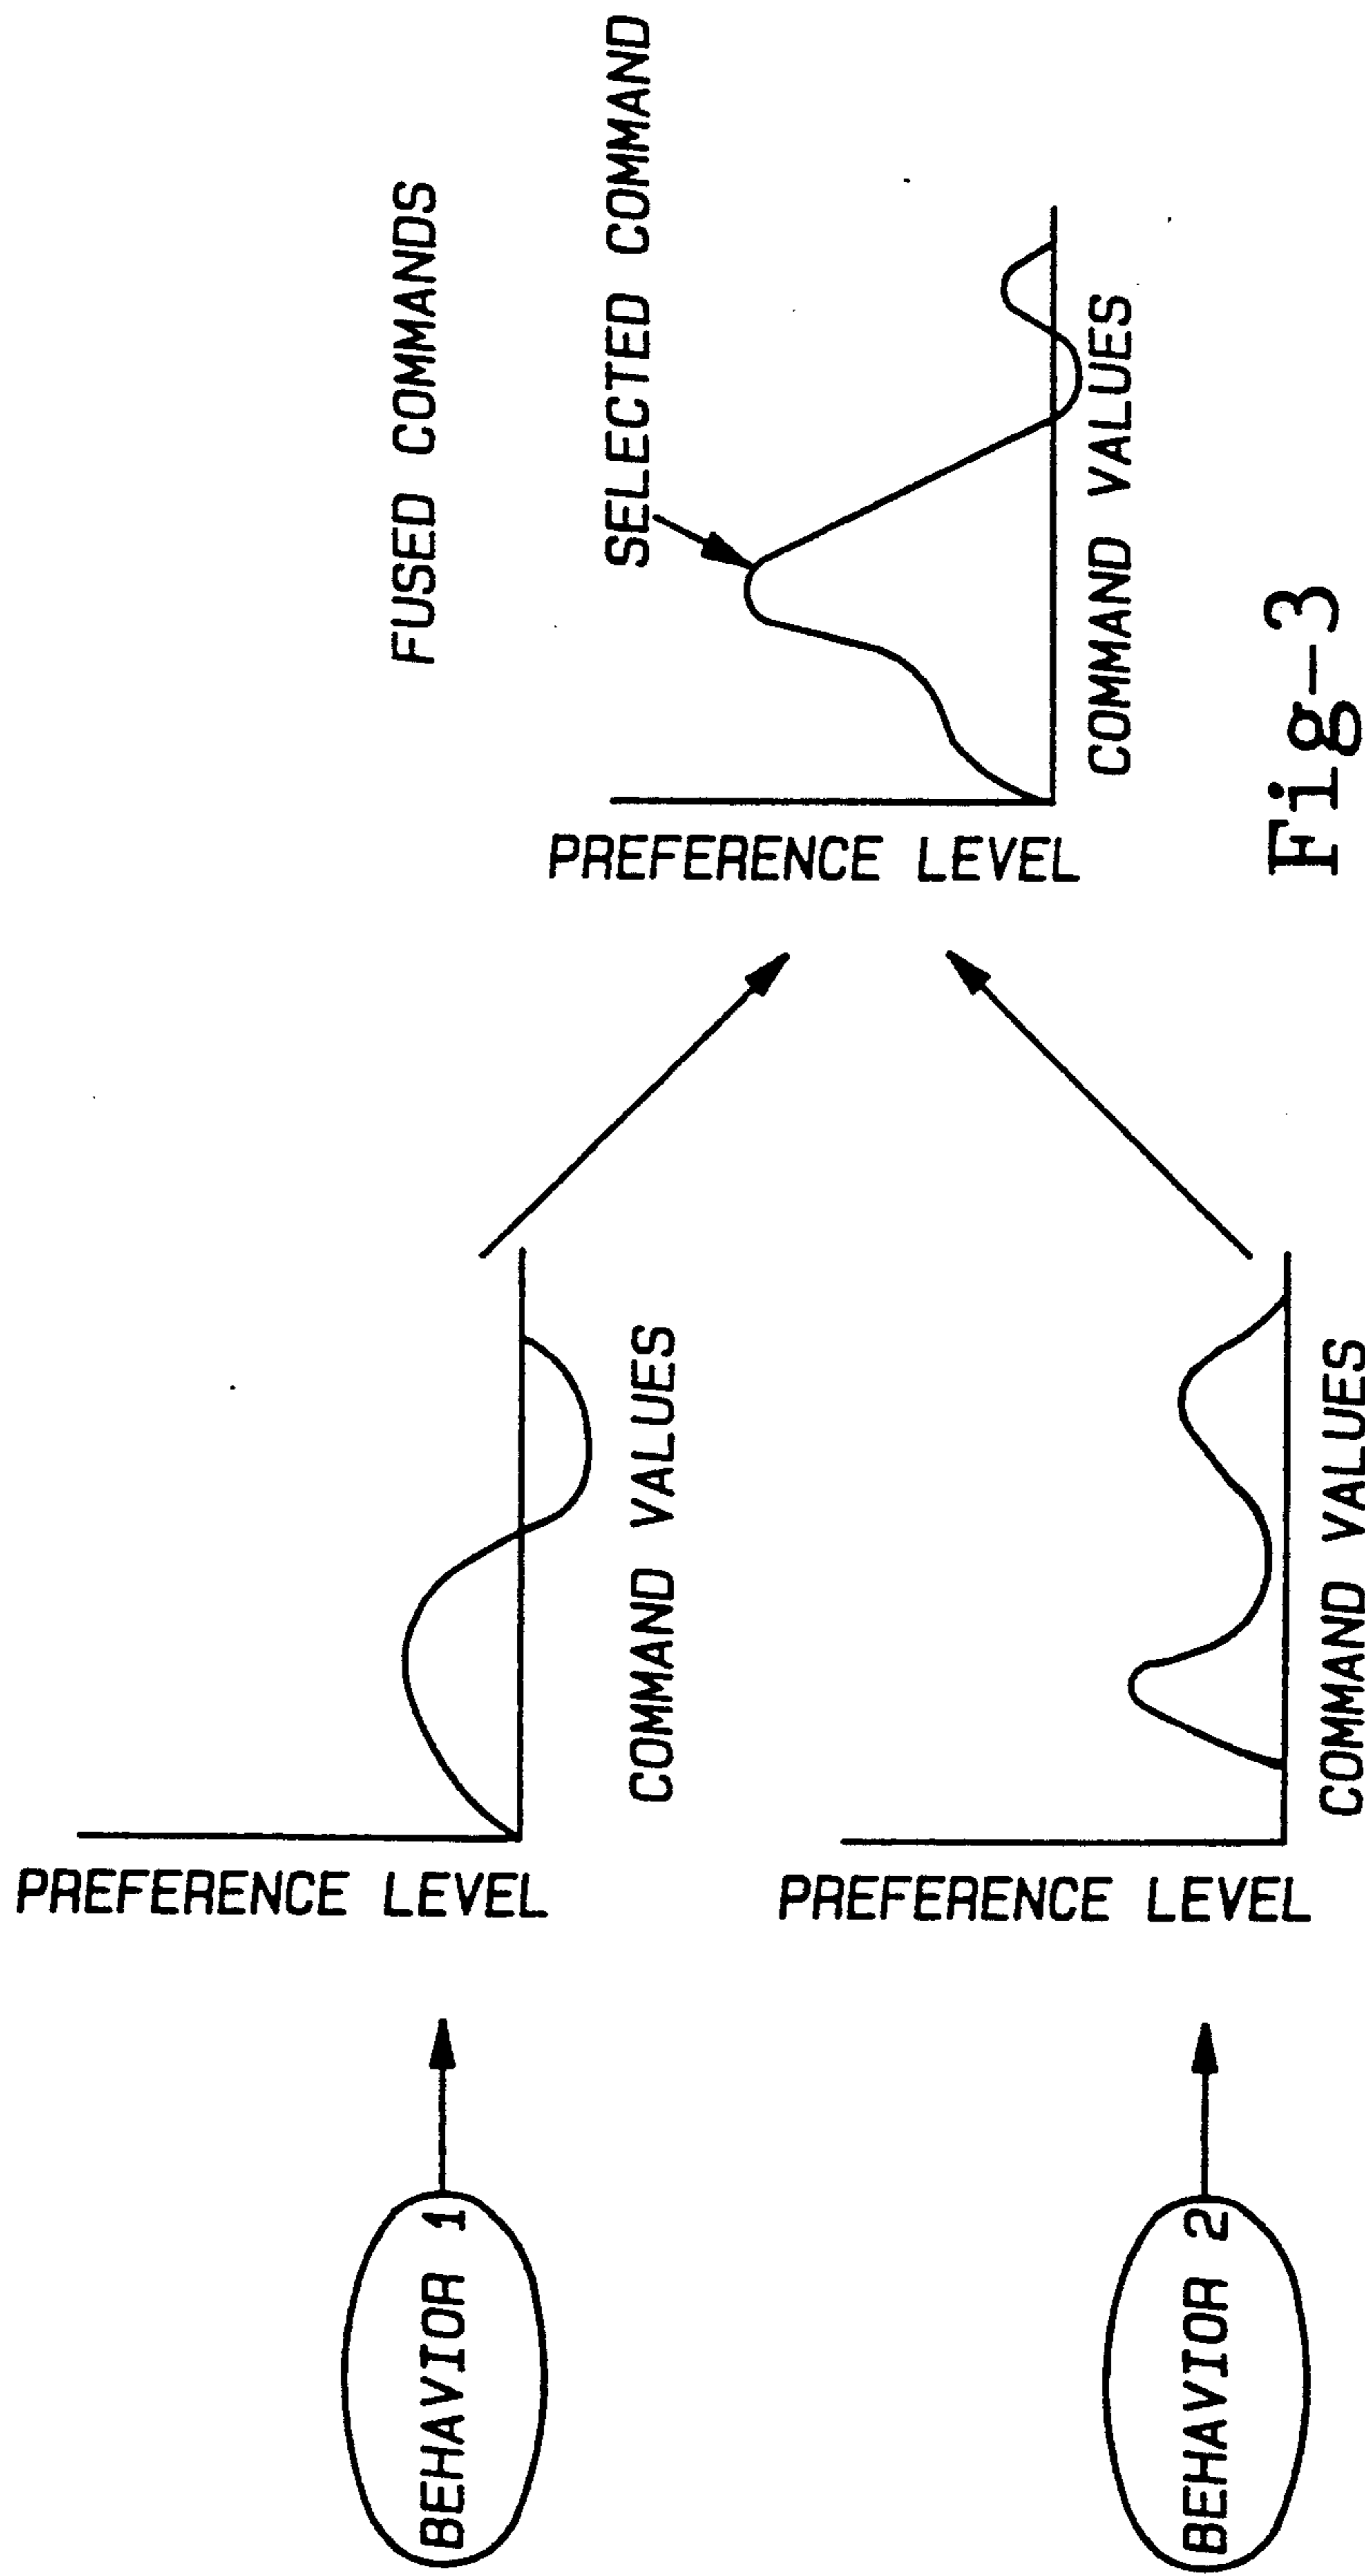 BEHAVIOR 1
PREFERENCE LEVEL
COMMAND VALUES
BEHAVIOR 2
PREFERENCE LEVEL
COMMAND VALUES
FUSED COMMANDS
SELECTED COMMAND
PREFERENCE LEVEL
COMMAND VALUES
Fig-3